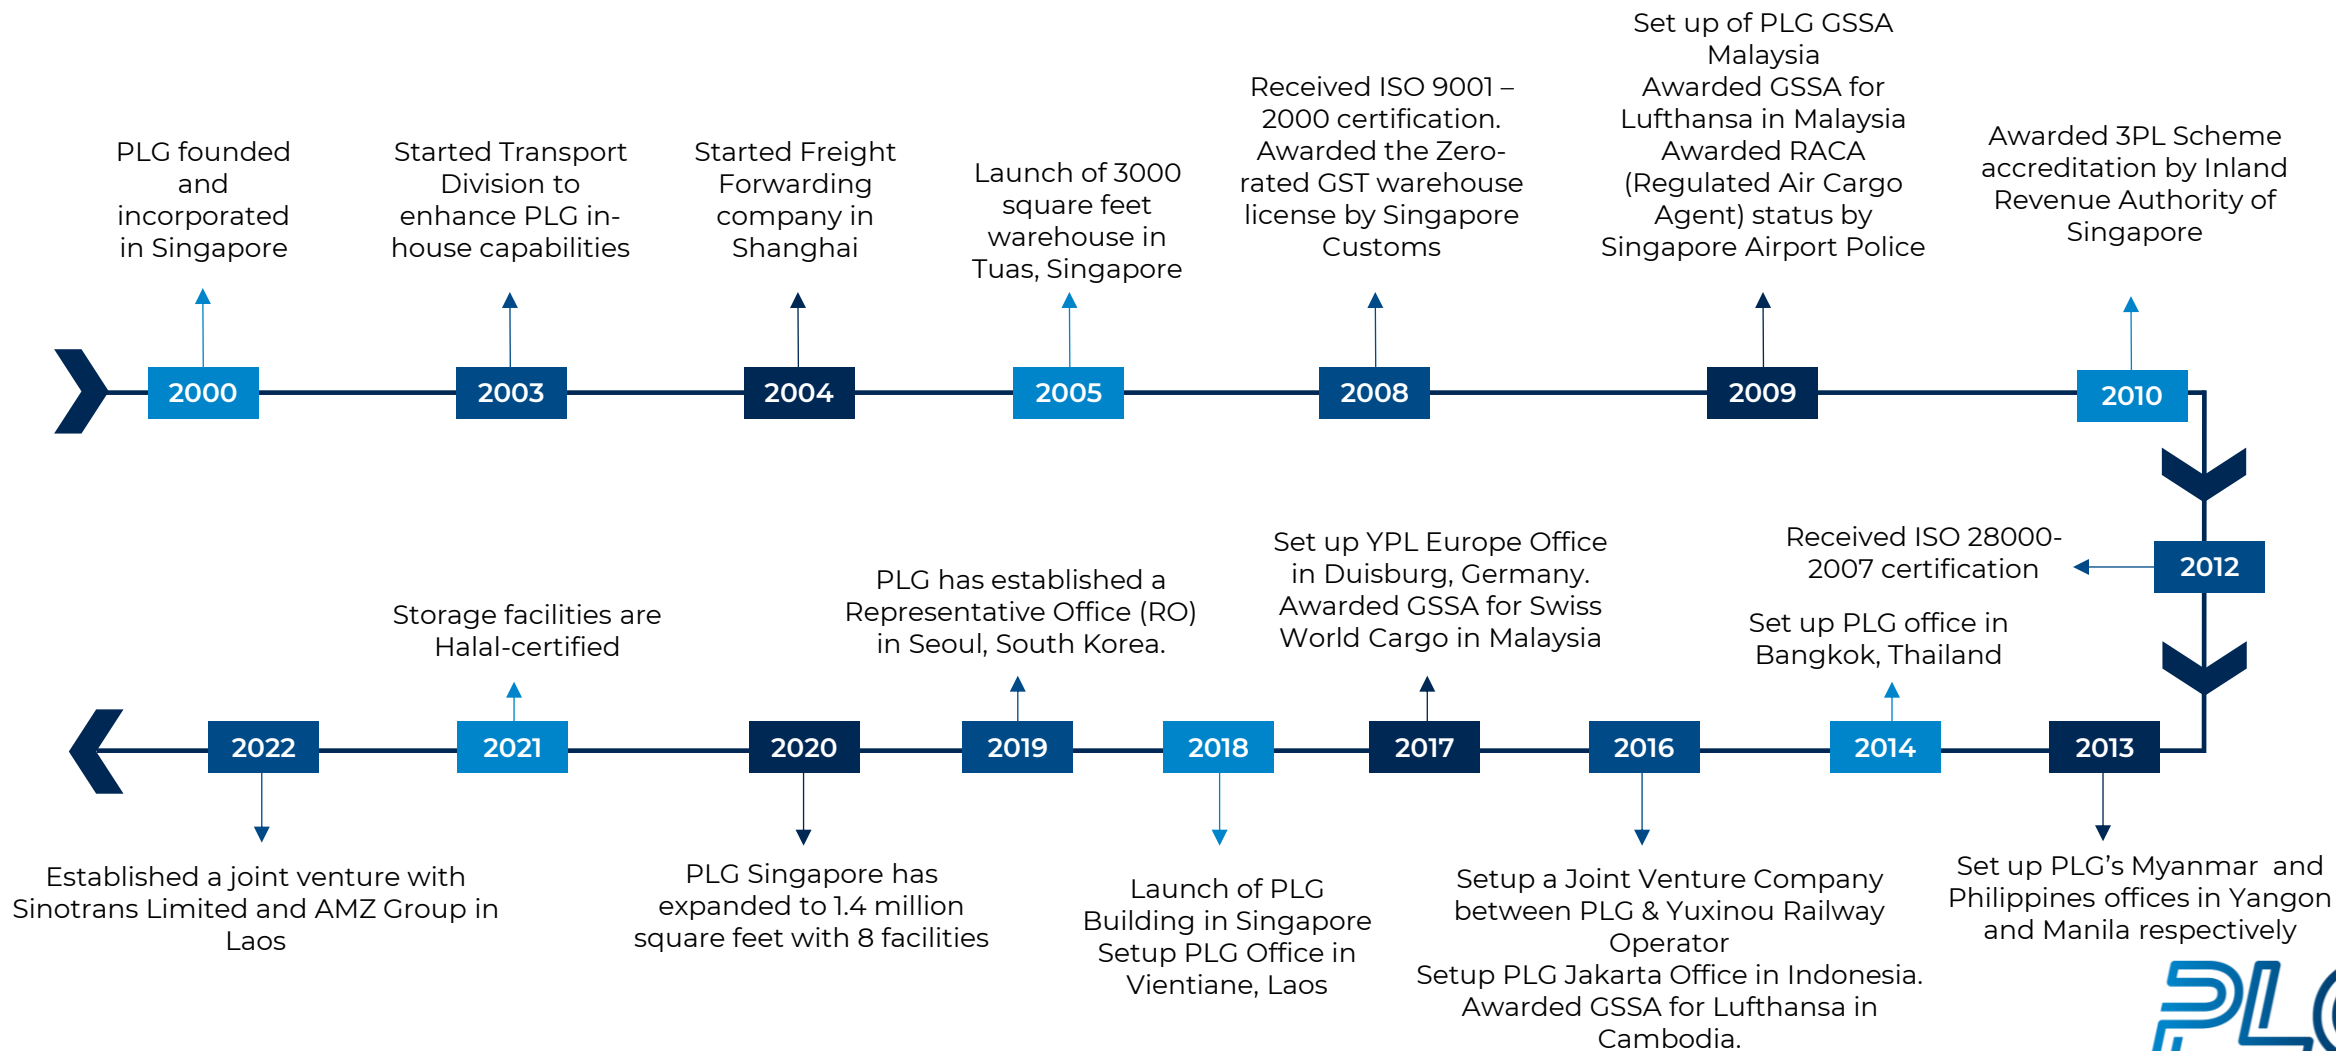 PLG founded
and
incorporated
in Singapore
2000
Started Transport
Division to
enhance PLG in-
house capabilities
2003
Started Freight
Forwarding
company in
Shanghai
2004
Launch of 3000
square feet
warehouse in
Tuas, Singapore
2005
Received ISO 9001 –
2000 certification.
Awarded the Zero-
rated GST warehouse
license by Singapore
Customs
2008
Set up of PLG GSSA
Malaysia
Awarded GSSA for
Lufthansa in Malaysia
Awarded RACA
(Regulated Air Cargo
Agent) status by
Singapore Airport Police
2009
Awarded 3PL Scheme
accreditation by Inland
Revenue Authority of
Singapore
2010
Received ISO 28000-
2007 certification
2012
2013
Set up PLG's Myanmar  and
Philippines offices in Yangon
and Manila respectively
Set up PLG office in
Bangkok, Thailand
2014
2016
Setup a Joint Venture Company
between PLG & Yuxinou Railway
Operator
Setup PLG Jakarta Office in Indonesia.
Awarded GSSA for Lufthansa in
Cambodia.
Set up YPL Europe Office
in Duisburg, Germany.
Awarded GSSA for Swiss
World Cargo in Malaysia
2017
2018
Launch of PLG
Building in Singapore
Setup PLG Office in
Vientiane, Laos
PLG has established a
Representative Office (RO)
in Seoul, South Korea.
2019
2020
PLG Singapore has
expanded to 1.4 million
square feet with 8 facilities
Storage facilities are
Halal-certified
2021
2022
Established a joint venture with
Sinotrans Limited and AMZ Group in
Laos
PLG